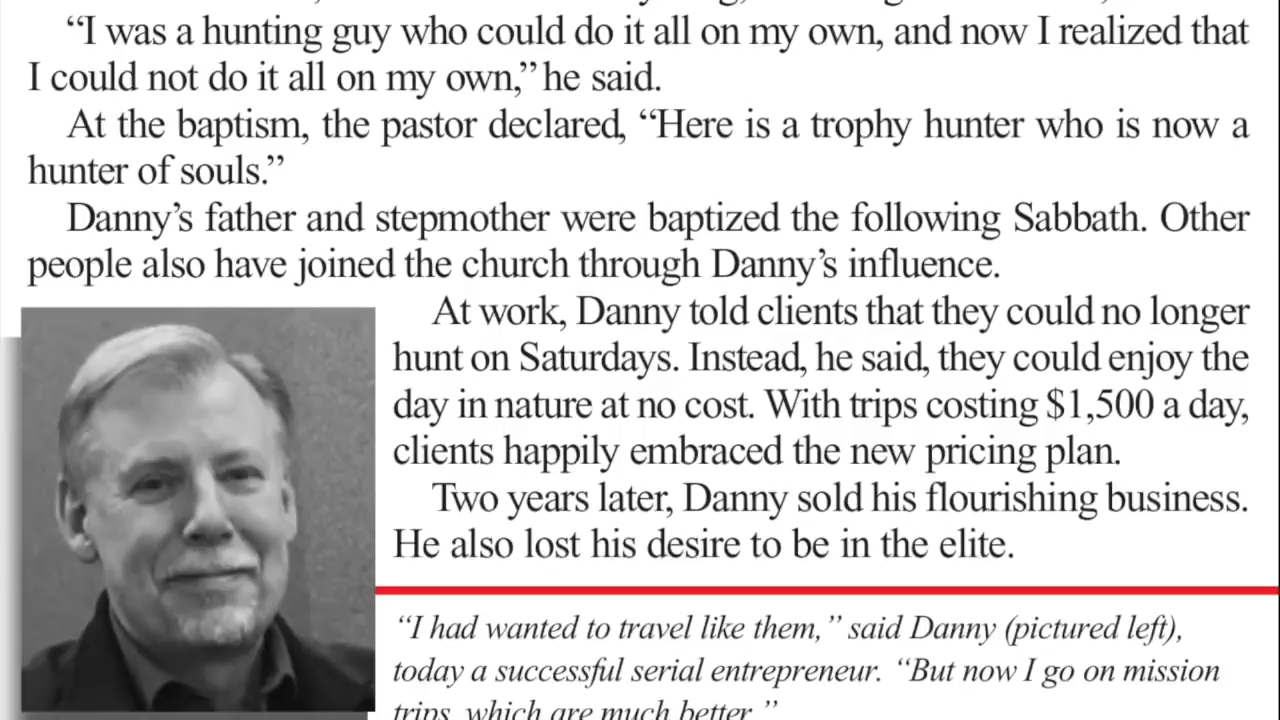 “I was a hunting guy who could do it all on my own, and now I realized that
I could not do it all on my own,” he said.
At the baptism, the pastor declared, “Here is a trophy hunter who is now a
hunter of souls.”
Danny’s father and stepmother were baptized the following Sabbath. Other
people also have joined the church through Danny’s influence.
At work, Danny told clients that they could no longer
hunt on Saturdays. Instead, he said, they could enjoy the
day in nature at no cost. With trips costing $1,500 a day,
clients happily embraced the new pricing plan.
Two years later, Danny sold his flourishing business.
He also lost his desire to be in the elite.
“I had wanted to travel like them,” said Danny (pictured left),
today a successful serial entrepreneur. “But now I go on mission
trips, which are much better.”